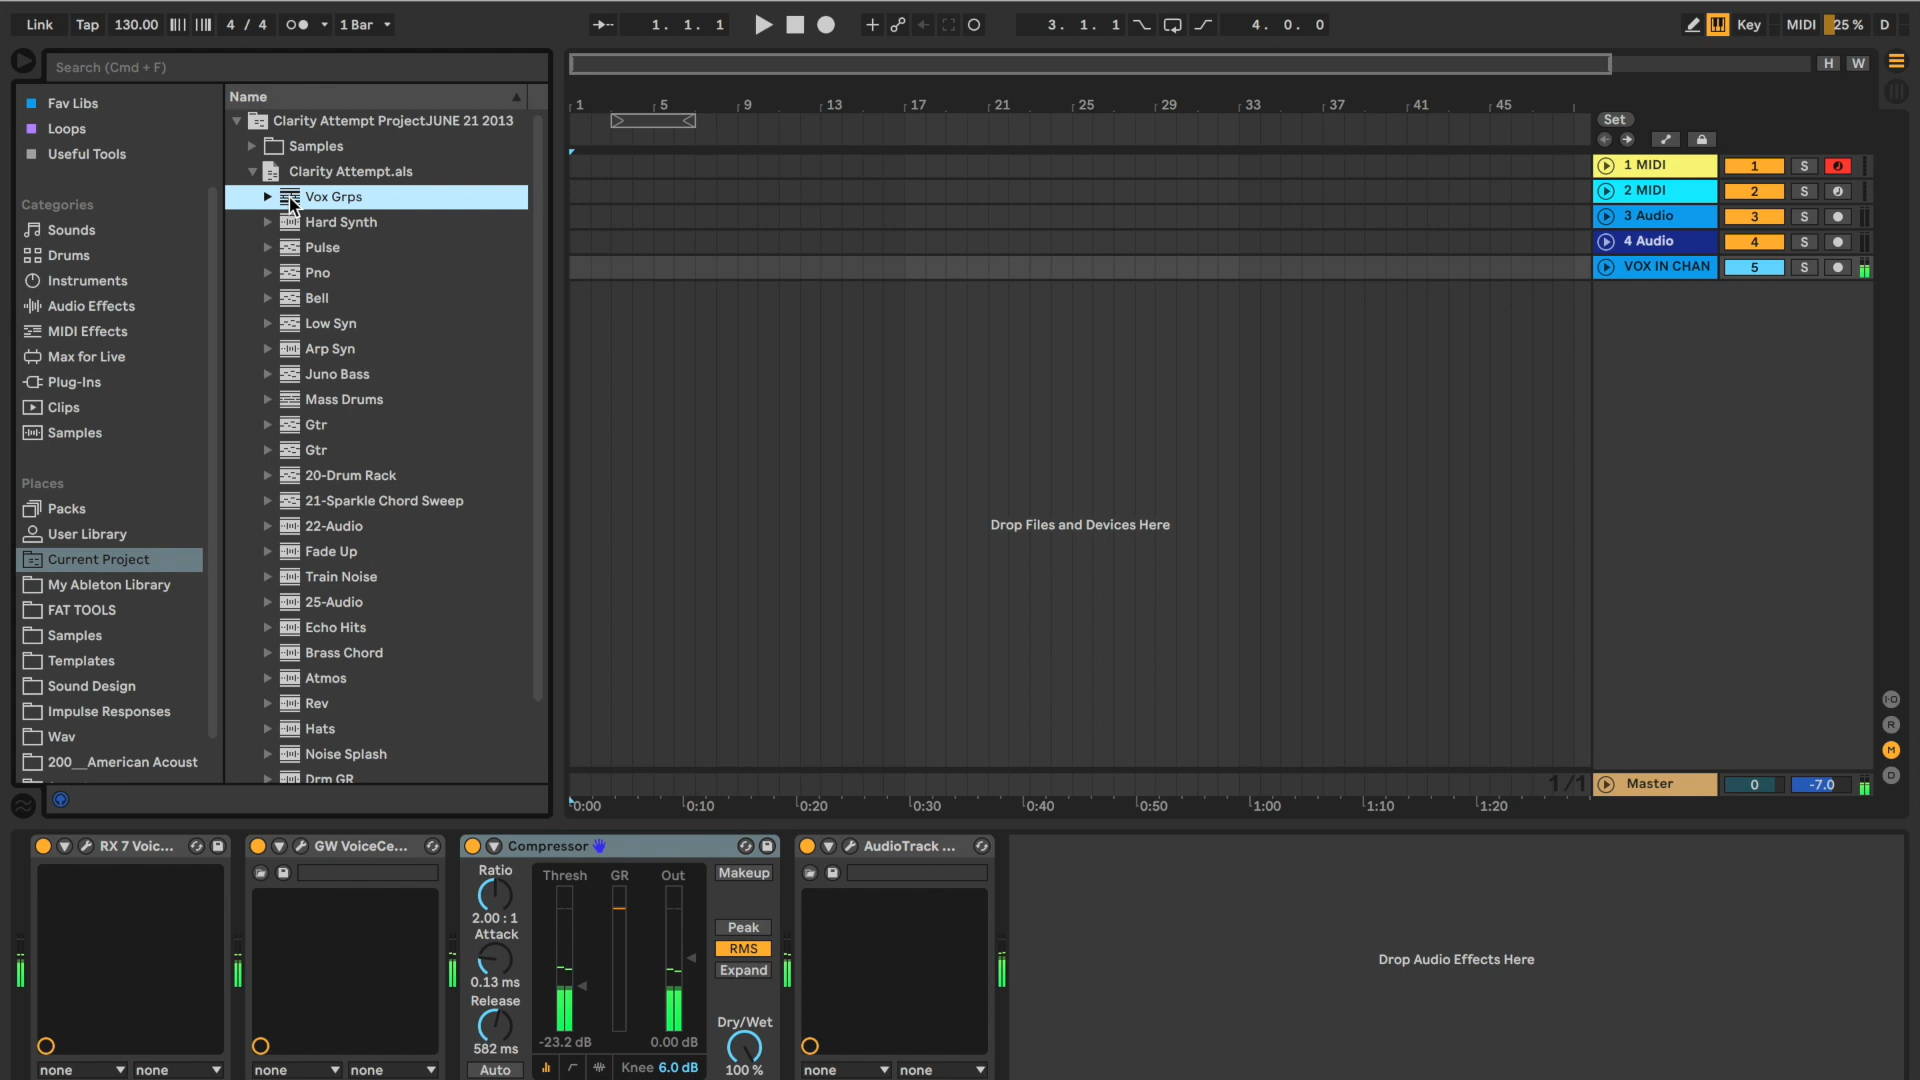 Link Tap 130.00 4 / 4 1 Bar 1. 1. 1 3. 1. 1 4. 0. 0 Key MIDI 25 % D
Search (Cmd + F)
H W
Fav Libs
Loops
Useful Tools
Categories
Sounds
Drums
Instruments
Audio Effects
MIDI Effects
Max for Live
Plug-Ins
Clips
Samples
Places
Packs
User Library
Current Project
My Ableton Library
FAT TOOLS
Samples
Templates
Sound Design
Impulse Responses
Wav
200__American Acoust
Name
Clarity Attempt ProjectJUNE 21 2013
Samples
Clarity Attempt.als
Vox Grps
Hard Synth
Pulse
Pno
Bell
Low Syn
Arp Syn
Juno Bass
Mass Drums
Gtr
Gtr
20-Drum Rack
21-Sparkle Chord Sweep
22-Audio
Fade Up
Train Noise
25-Audio
Echo Hits
Brass Chord
Atmos
Rev
Hats
Noise Splash
Drm GR
1 5 9 13 17 21 25 29 33 37 41 45
Set
1 MIDI 1 S
2 MIDI 2 S
3 Audio 3 S
4 Audio 4 S
VOX IN CHAN 5 S
Drop Files and Devices Here
I-O
R
M
D
1/1
Master 0 -7.0
0:00 0:10 0:20 0:30 0:40 0:50 1:00 1:10 1:20
RX 7 Voic...
none none
GW VoiceCe...
none none
Compressor
Ratio
2.00 : 1
Attack
0.13 ms
Release
582 ms
Auto
Thresh GR Out
-23.2 dB 0.00 dB
Knee 6.0 dB
Makeup
Peak
RMS
Expand
Dry/Wet
100 %
AudioTrack ...
none none
Drop Audio Effects Here